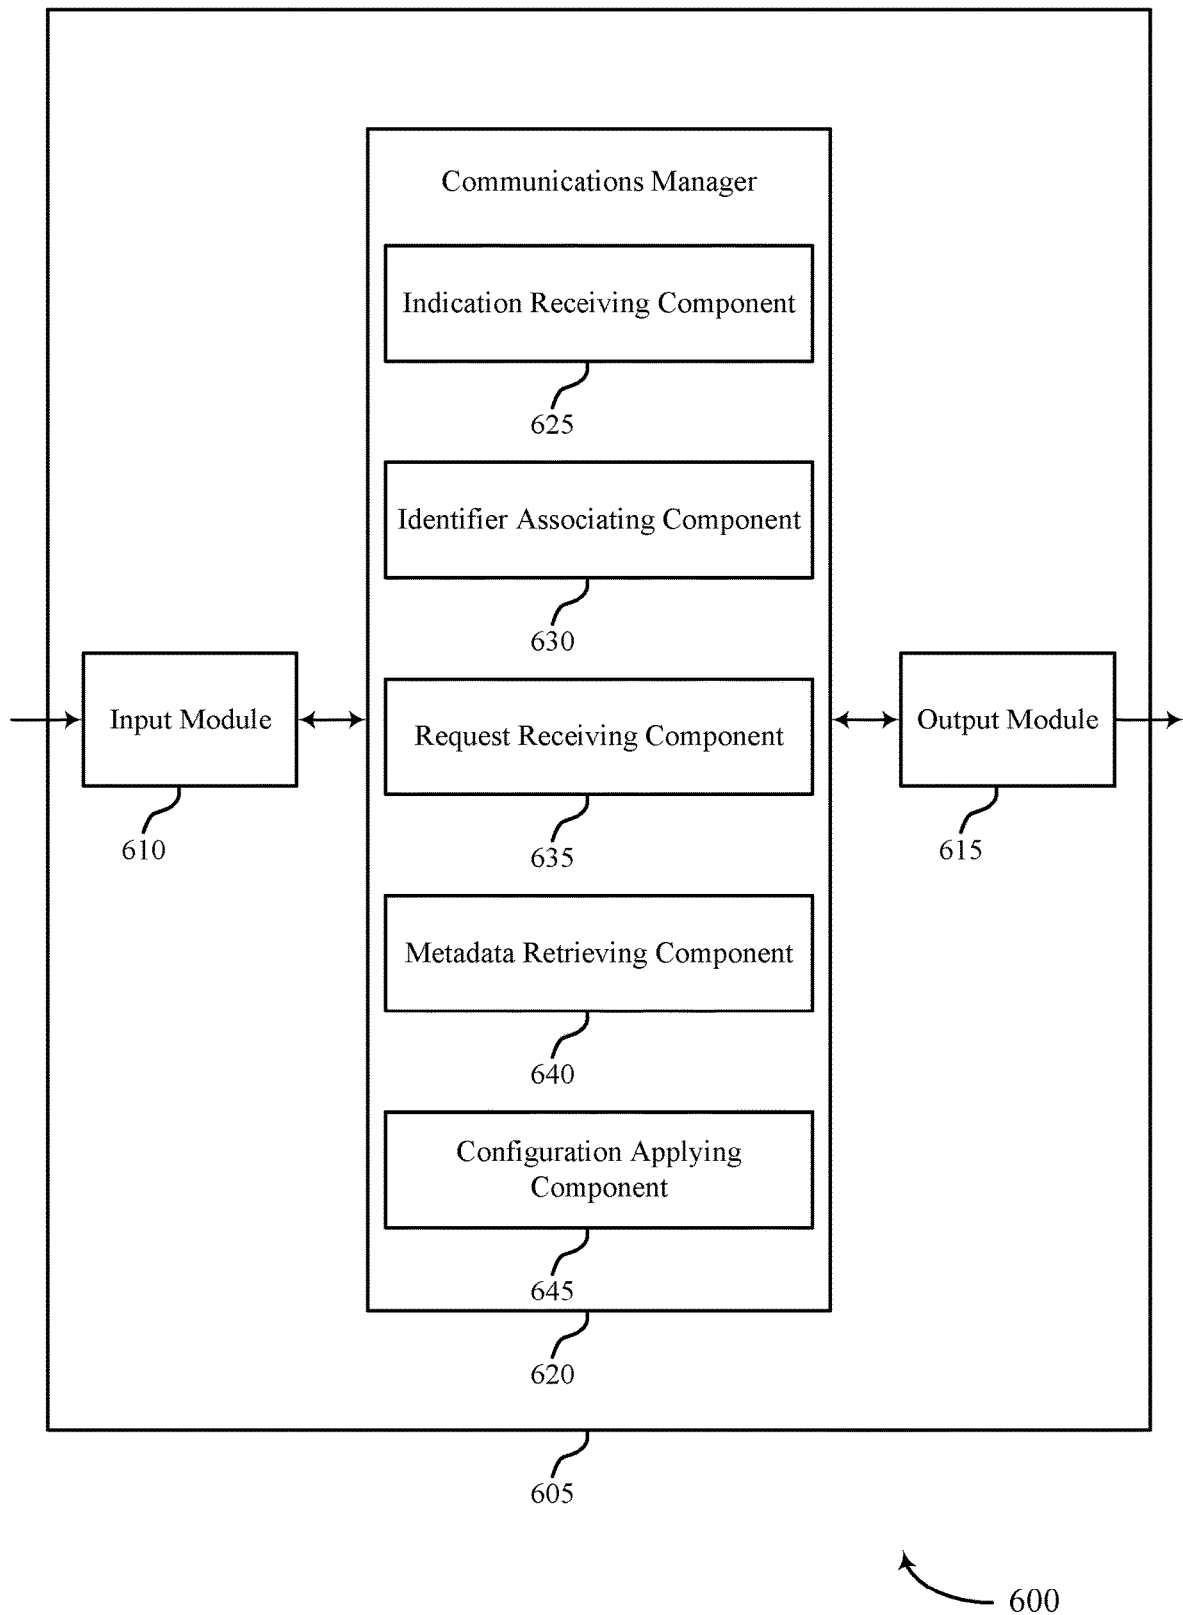 Communications Manager
Indication Receiving Component
625
Identifier Associating Component
630
Input Module
610
Request Receiving Component
635
Output Module
615
Metadata Retrieving Component
640
Configuration Applying
Component
645
620
605
600